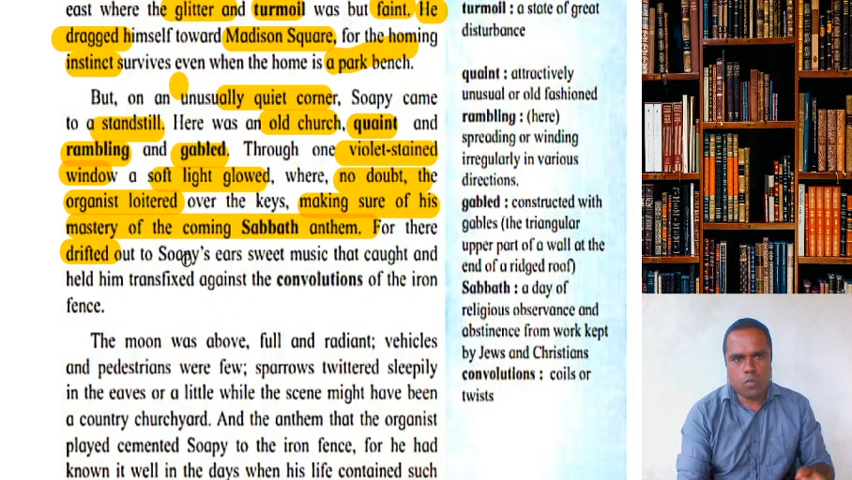 east where the glitter and turmoil was but faint. He
dragged himself toward Madison Square, for the homing
instinct survives even when the home is a park bench.
But, on an unusually quiet corner, Soapy came
to a standstill. Here was an old church, quaint and
rambling and gabled. Through one violet-stained
window a soft light glowed, where, no doubt, the
organist loitered over the keys, making sure of his
mastery of the coming Sabbath anthem. For there
drifted out to Soapy's ears sweet music that caught and
held him transfixed against the convolutions of the iron
fence.
The moon was above, full and radiant; vehicles
and pedestrians were few; sparrows twittered sleepily
in the eaves or a little while the scene might have been
a country churchyard. And the anthem that the organist
played cemented Soapy to the iron fence, for he had
known it well in the days when his life contained such
turmoil : a state of great
disturbance
quaint : attractively
unusual or old fashioned
rambling : (here)
spreading or winding
irregularly in various
directions.
gabled : constructed with
gables (the triangular
upper part of a wall at the
end of a ridged roof)
Sabbath : a day of
religious observance and
abstinence from work kept
by Jews and Christians
convolutions : coils or
twists